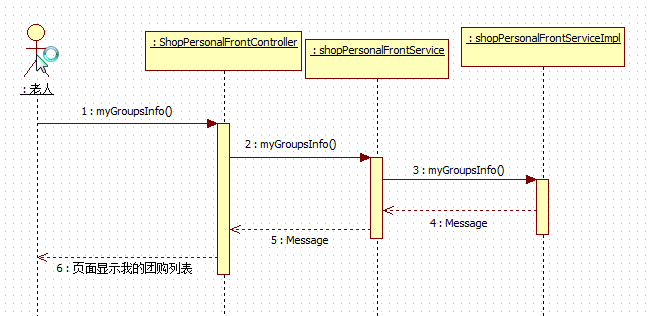 : ShopPersonalFrontController
: shopPersonalFrontService
: shopPersonalFrontServiceImpl
: 老人
1 : myGroupsInfo()
2 : myGroupsInfo()
3 : myGroupsInfo()
4 : Message
5 : Message
6 : 页面显示我的团购列表